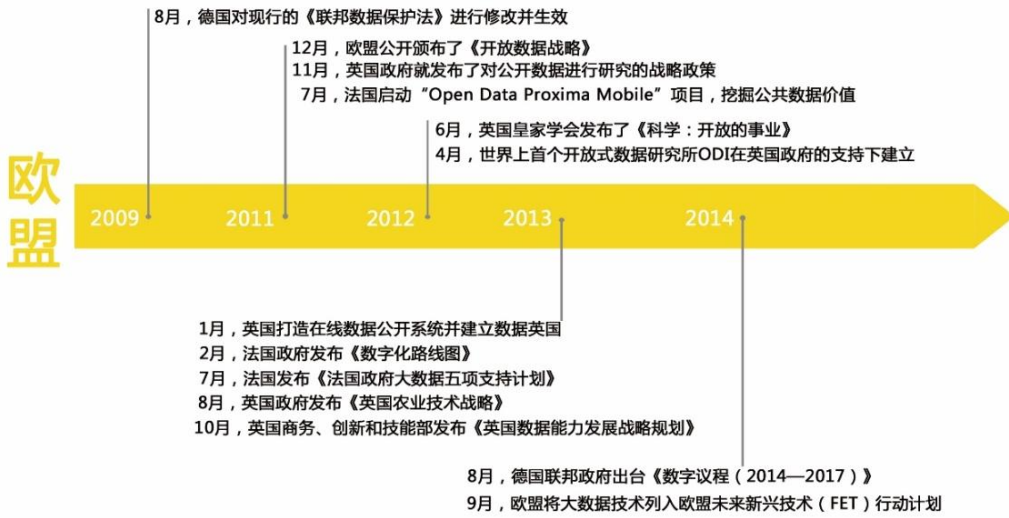 8月，德国对现行的《联邦数据保护法》进行修改并生效
12月，欧盟公开颁布了《开放数据战略》
11月，英国政府就发布了对公开数据进行研究的战略政策
7月，法国启动“Open Data Proxima Mobile”项目，挖掘公共数据价值
6月，英国皇家学会发布了《科学：开放的事业》
4月，世界上首个开放式数据研究所ODI在英国政府的支持下建立
欧盟
2009
2011
2012
2013
2014
1月，英国打造在线数据公开系统并建立数据英国
2月，法国政府发布《数字化路线图》
7月，法国发布《法国政府大数据五项支持计划》
8月，英国政府发布《英国农业技术战略》
10月，英国商务、创新和技能部发布《英国数据能力发展战略规划》
8月，德国联邦政府出台《数字议程（2014—2017）》
9月，欧盟将大数据技术列入欧盟未来新兴技术（FET）行动计划